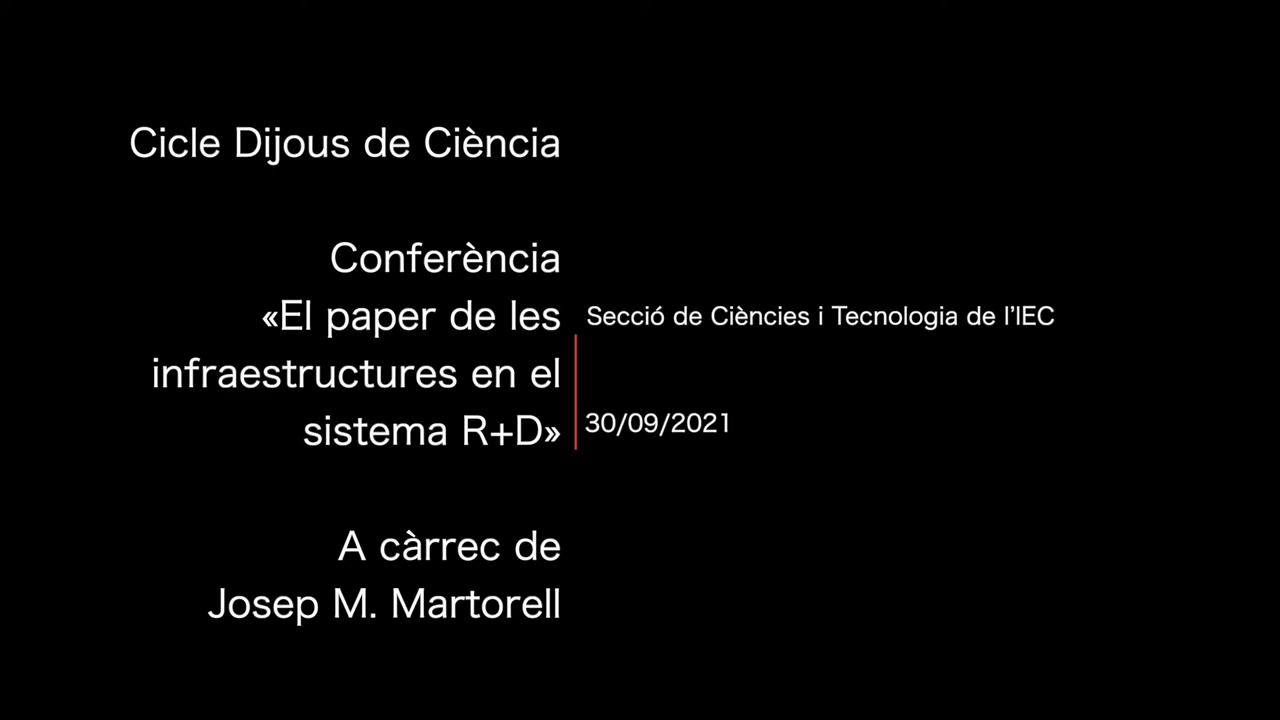 Cicle Dijous de Ciència
Conferència
«El paper de les
infraestructures en el
sistema R+D»
A càrrec de
Josep M. Martorell
Secció de Ciències i Tecnologia de l'IEC
30/09/2021